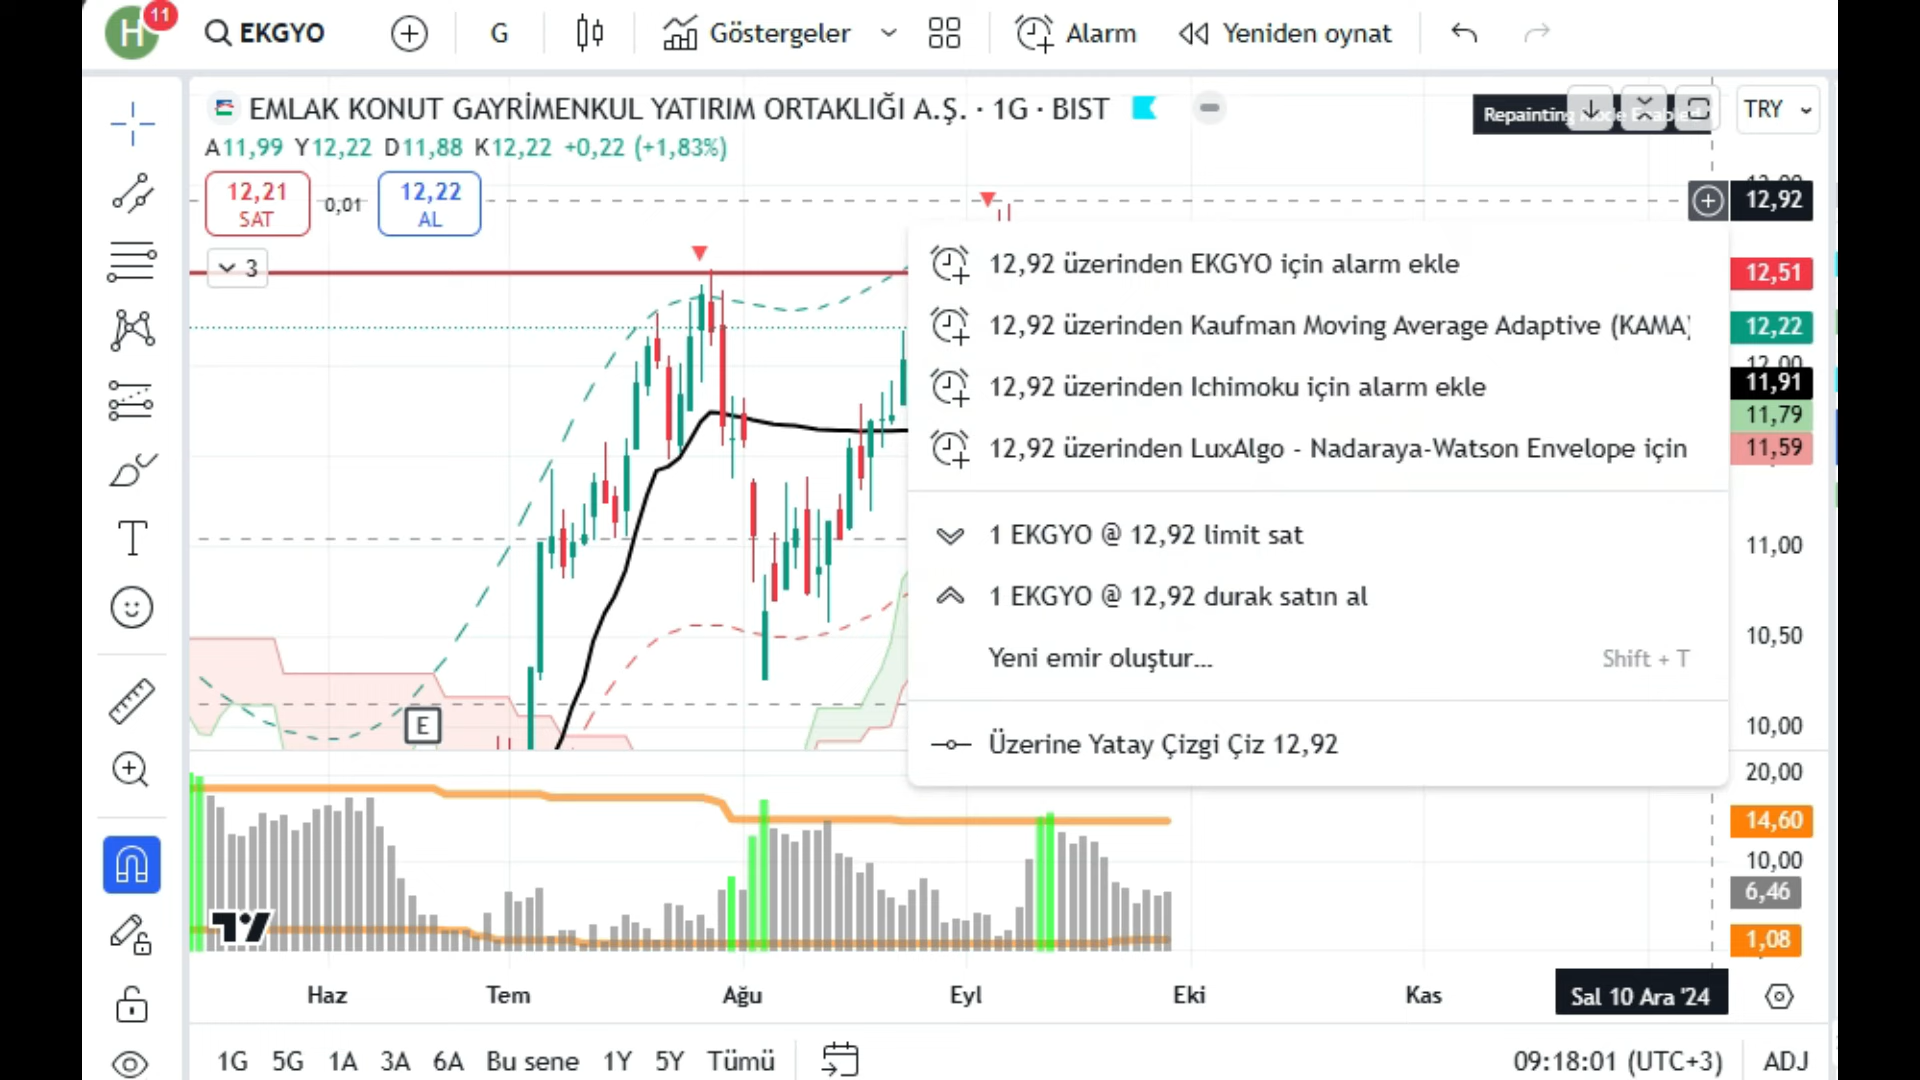 H
11
EKGYO
G
Göstergeler
Alarm
Yeniden oynat
EMLAK KONUT GAYRİMENKUL YATIRIM ORTAKLIĞI A.Ş. · 1G · BIST
Repainting
TRY
A11,99 Y12,22 D11,88 K12,22 +0,22 (+1,83%)
12,21
SAT
0,01
12,22
AL
12,92
3
12,51
12,22
12,00
11,91
11,79
11,59
11,00
10,50
10,00
12,92 üzerinden EKGYO için alarm ekle
12,92 üzerinden Kaufman Moving Average Adaptive (KAMA)
12,92 üzerinden Ichimoku için alarm ekle
12,92 üzerinden LuxAlgo - Nadaraya-Watson Envelope için
1 EKGYO @ 12,92 limit sat
1 EKGYO @ 12,92 durak satın al
Yeni emir oluştur... Shift + T
Üzerine Yatay Çizgi Çiz 12,92
E
20,00
14,60
10,00
6,46
1,08
Haz Tem Ağu Eyl Eki Kas Sal 10 Ara '24
1G 5G 1A 3A 6A Bu sene 1Y 5Y Tümü
09:18:01 (UTC+3) ADJ